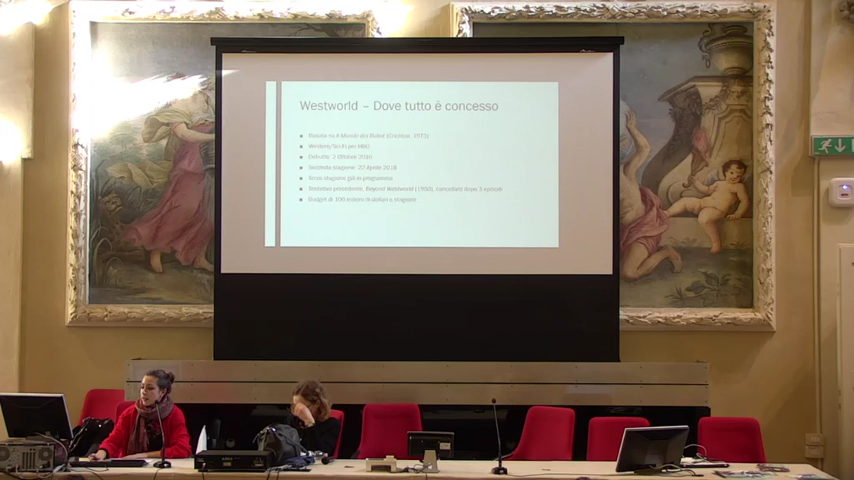 Westworld – Dove tutto è concesso
Basata su Il Mondo dei Robot (Crichton, 1973)
Western/Sci-Fi per HBO
Debutto: 2 Ottobre 2016
Seconda stagione: 22 Aprile 2018
Terza stagione già in programma
Tentativo precedente: Beyond Westworld (1980), cancellato dopo 3 episodi
Budget di 100 milioni di dollari a stagione